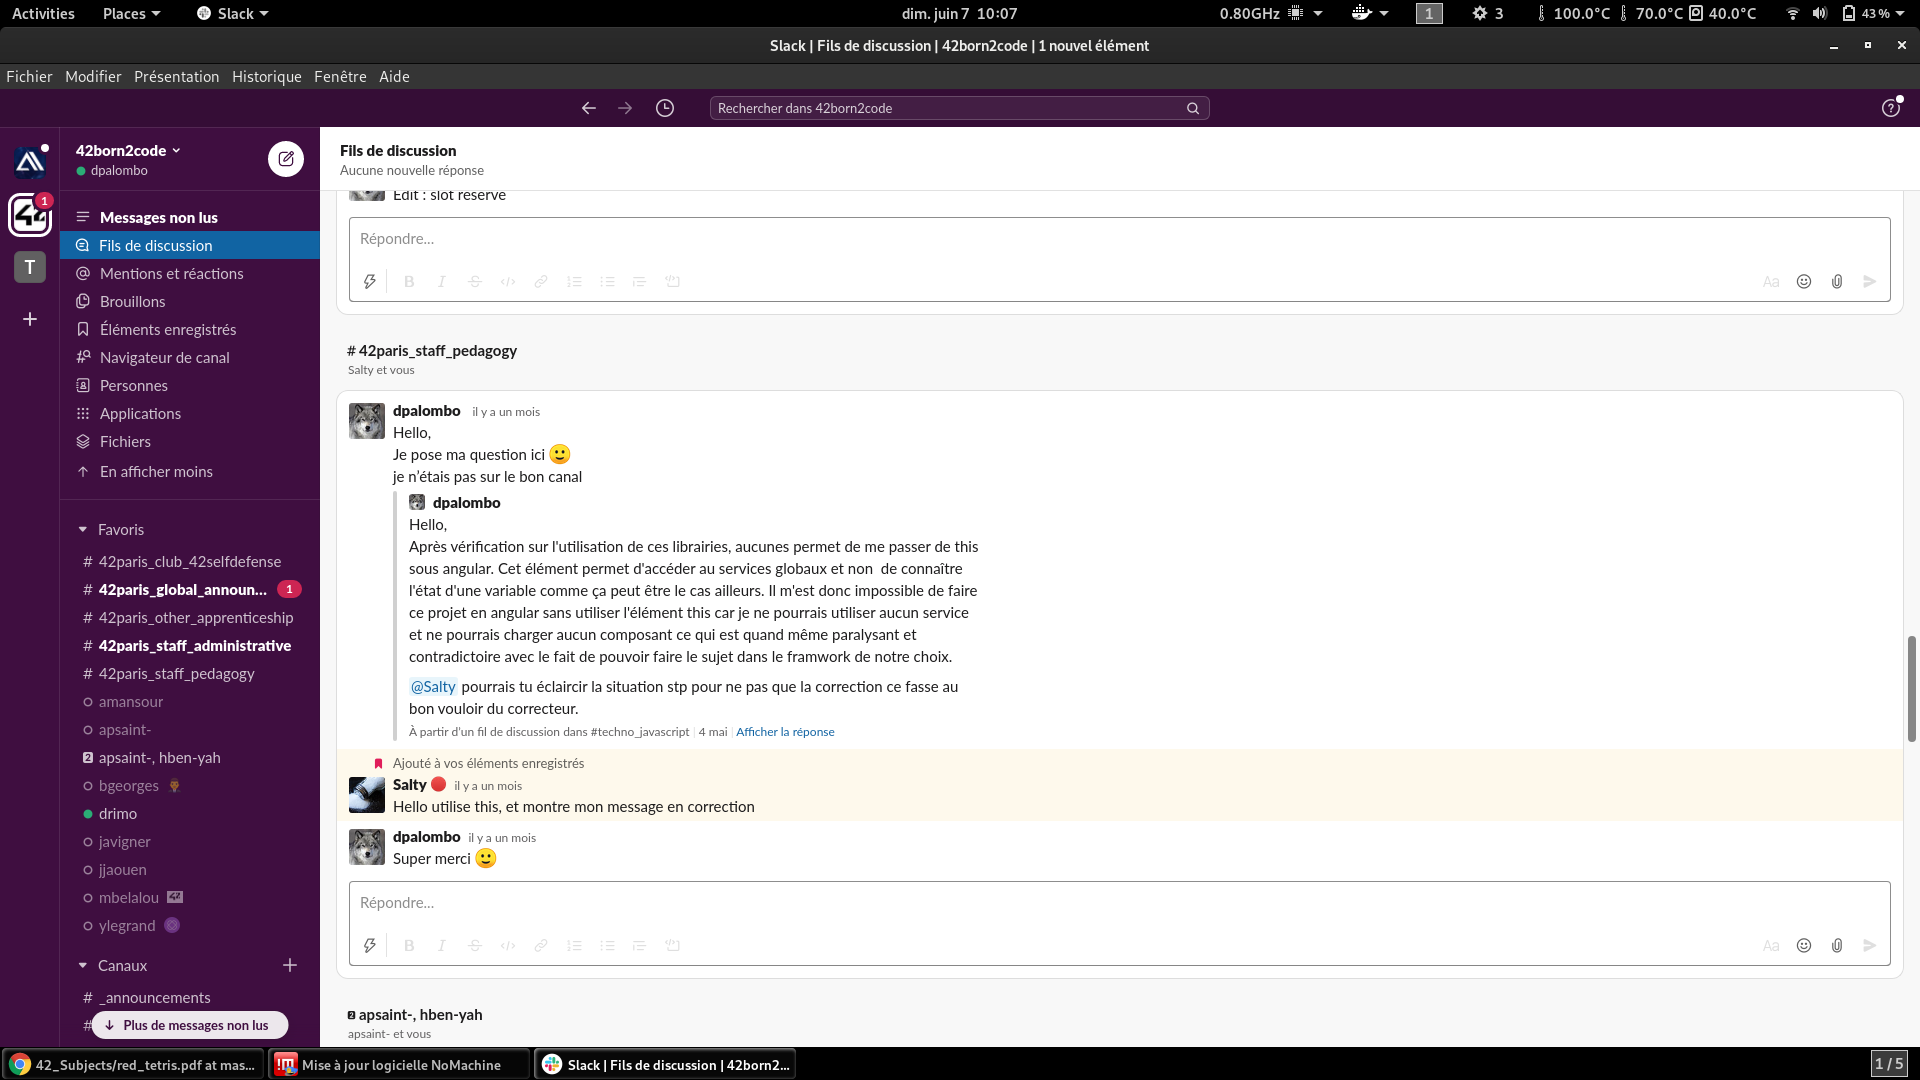 Activities Places Slack dim. juin 7 10:07 0.80GHz 1 3 100.0°C 70.0°C 40.0°C 43 %
Slack | Fils de discussion | 42born2code | 1 nouvel élément
Fichier Modifier Présentation Historique Fenêtre Aide
Rechercher dans 42born2code
42born2code
dpalombo
42
1
T
Messages non lus
Fils de discussion
Mentions et réactions
Brouillons
Éléments enregistrés
Navigateur de canal
Personnes
Applications
Fichiers
En afficher moins
Favoris
# 42paris_club_42selfdefense
# 42paris_global_announ... 1
# 42paris_other_apprenticeship
# 42paris_staff_administrative
# 42paris_staff_pedagogy
amansour
apsaint-
2 apsaint-, hben-yah
bgeorges
drimo
javigner
jjaouen
mbelalou 42
ylegrand
Canaux
# _announcements
#
Plus de messages non lus
Fils de discussion
Aucune nouvelle réponse
Edit : slot reservé
Répondre...
B I S Aa
# 42paris_staff_pedagogy
Salty et vous
dpalombo il y a un mois
Hello,
Je pose ma question ici
je n’étais pas sur le bon canal
dpalombo
Hello,
Après vérification sur l'utilisation de ces librairies, aucunes permet de me passer de this
sous angular. Cet élément permet d'accéder au services globaux et non de connaître
l'état d'une variable comme ça peut être le cas ailleurs. Il m'est donc impossible de faire
ce projet en angular sans utiliser l'élément this car je ne pourrais utiliser aucun service
et ne pourrais charger aucun composant ce qui est quand même paralysant et
contradictoire avec le fait de pouvoir faire le sujet dans le framwork de notre choix.
@Salty pourrais tu éclaircir la situation stp pour ne pas que la correction ce fasse au
bon vouloir du correcteur.
À partir d’un fil de discussion dans #techno_javascript | 4 mai | Afficher la réponse
Ajouté à vos éléments enregistrés
Salty il y a un mois
Hello utilise this, et montre mon message en correction
dpalombo il y a un mois
Super merci
Répondre...
B I S Aa
2 apsaint-, hben-yah
apsaint- et vous
42_Subjects/red_tetris.pdf at mas... Mise à jour logicielle NoMachine Slack | Fils de discussion | 42born2... 1 / 5